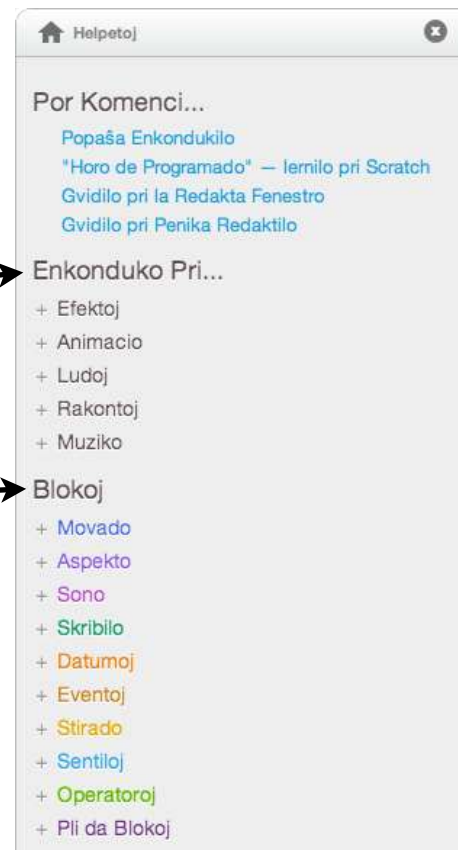 Helpetoj
Por Komenci...
Popaŝa Enkondukilo
"Horo de Programado" — lernilo pri Scratch
Gvidilo pri la Redakta Fenestro
Gvidilo pri Penika Redaktilo
Enkonduko Pri...
+ Efektoj
+ Animacio
+ Ludoj
+ Rakontoj
+ Muziko
Blokoj
+ Movado
+ Aspekto
+ Sono
+ Skribilo
+ Datumoj
+ Eventoj
+ Stirado
+ Sentiloj
+ Operatoroj
+ Pli da Blokoj